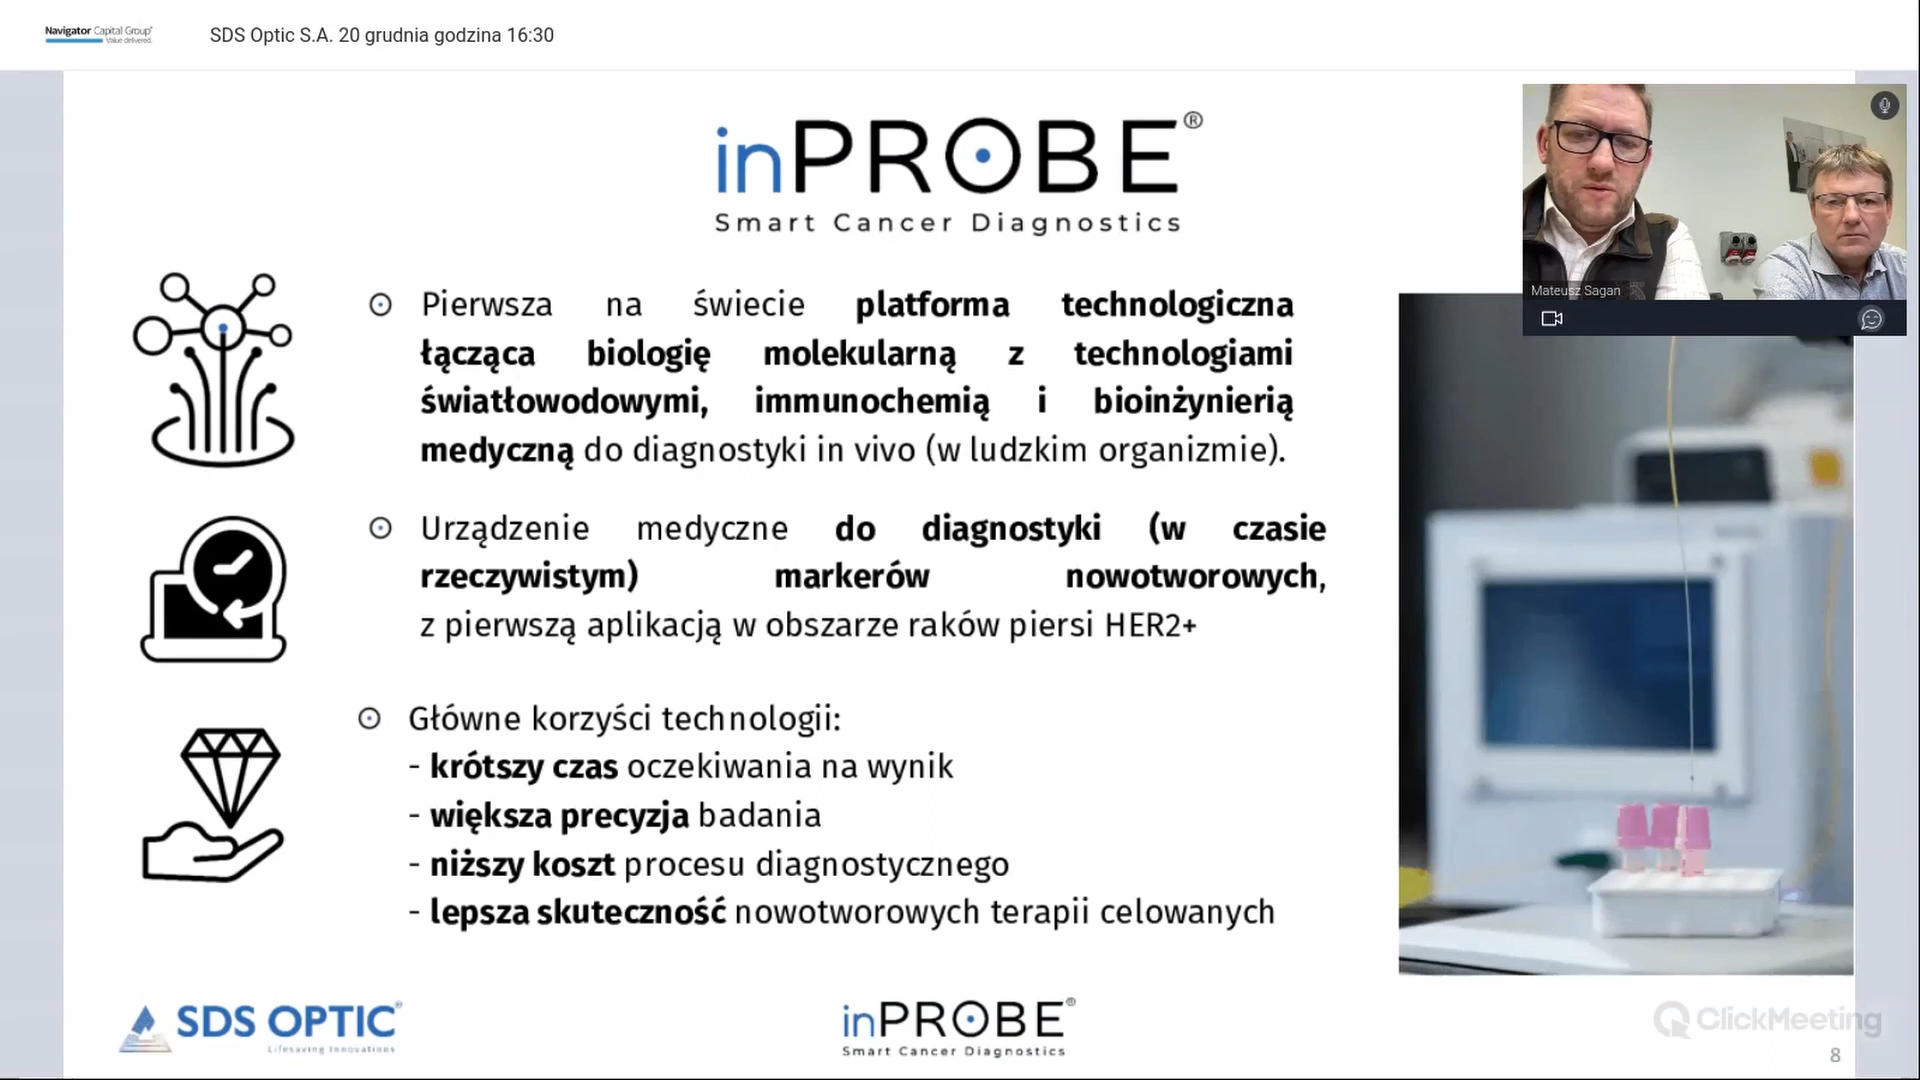 Navigator Capital Group®
Value delivered.
SDS Optic S.A. 20 grudnia godzina 16:30
inPROBE®
Smart Cancer Diagnostics
Mateusz Sagan
Pierwsza na świecie platforma technologiczna
łącząca biologię molekularną z technologiami
światłowodowymi, immunochemią i bioinżynierią
medyczną do diagnostyki in vivo (w ludzkim organizmie).
Urządzenie medyczne do diagnostyki (w czasie
rzeczywistym) markerów nowotworowych,
z pierwszą aplikacją w obszarze raków piersi HER2+
Główne korzyści technologii:
- krótszy czas oczekiwania na wynik
- większa precyzja badania
- niższy koszt procesu diagnostycznego
- lepsza skuteczność nowotworowych terapii celowanych
SDS OPTIC®
Lifesaving Innovations
inPROBE®
Smart Cancer Diagnostics
ClickMeeting
8